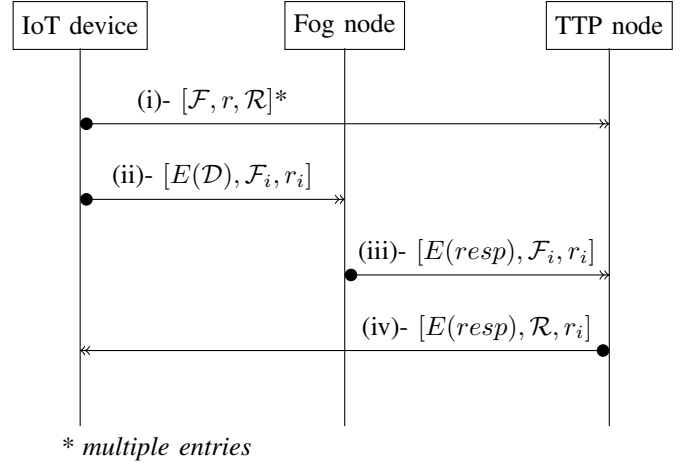 IoT device Fog node TTP node
(i)- [ℱ, r, ℛ]*
(ii)- [E(𝒟), ℱᵢ, rᵢ]
(iii)- [E(resp), ℱᵢ, rᵢ]
(iv)- [E(resp), ℛ, rᵢ]
* multiple entries